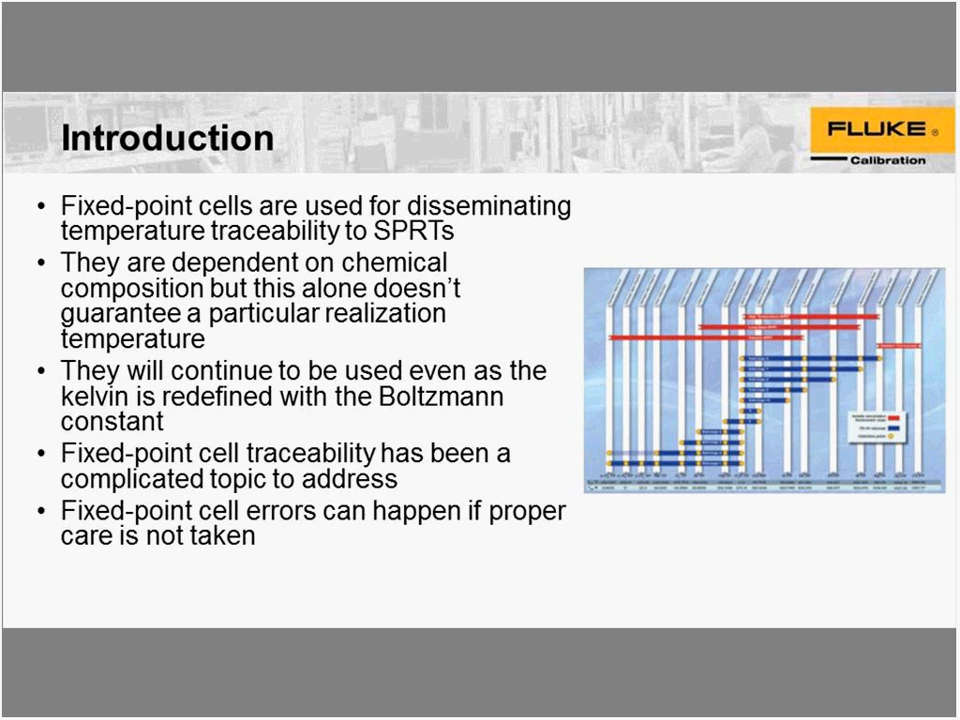 Introduction
FLUKE ®
Calibration
• Fixed-point cells are used for disseminating
temperature traceability to SPRTs
• They are dependent on chemical
composition but this alone doesn't
guarantee a particular realization
temperature
• They will continue to be used even as the
kelvin is redefined with the Boltzmann
constant
• Fixed-point cell traceability has been a
complicated topic to address
• Fixed-point cell errors can happen if proper
care is not taken